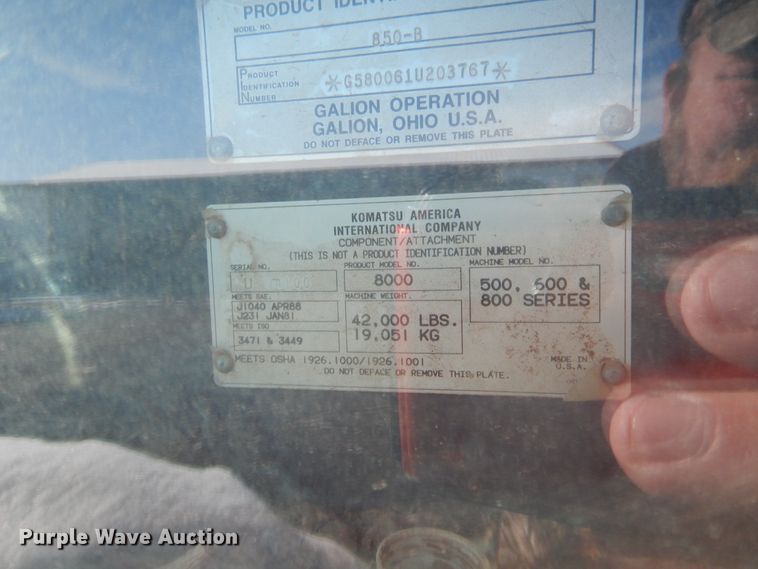 PRODUCT
MODEL NO.
850-B
PRODUCT
IDENTIFICATION
NUMBER
*G580061U203767*
GALION OPERATION
GALION, OHIO U.S.A.
DO NOT DEFACE OR REMOVE THIS PLATE
KOMATSU AMERICA
INTERNATIONAL COMPANY
COMPONENT/ATTACHMENT
(THIS IS NOT A PRODUCT IDENTIFICATION NUMBER)
SERIAL NO.
PRODUCT MODEL NO.
8000
MACHINE MODEL NO.
500, 600 &
800 SERIES
MEETS SAE.
J1040 APR88
J231 JAN81
MACHINE WEIGHT.
42,000 LBS.
19,051 KG
MEETS ISO
3471 & 3449
MEETS OSHA 1926.1000/1926.1001
MADE IN
U.S.A.
DO NOT DEFACE OR REMOVE THIS PLATE.
Purple Wave Auction